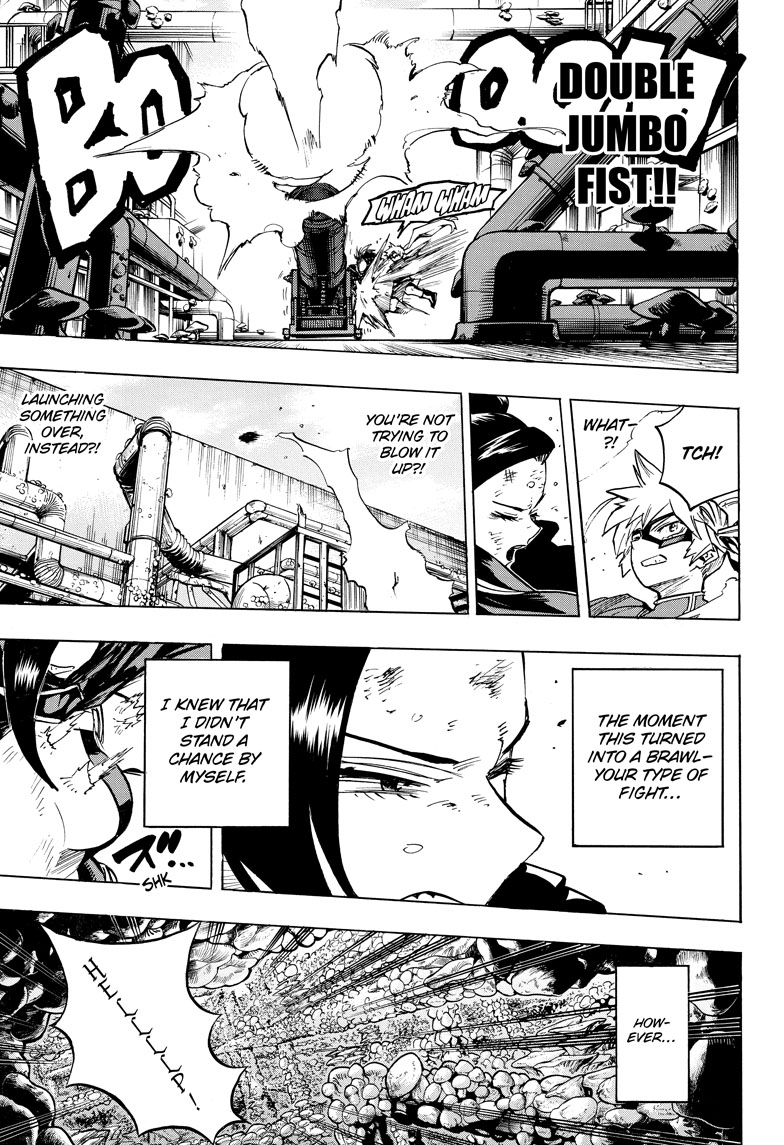 DOUBLE
JUMBO
FIST!!
WHAM WHAM
TCH!
WHAT–
?!
YOU'RE NOT
TRYING TO
BLOW IT
UP?!
LAUNCHING
SOMETHING
OVER,
INSTEAD?!
THE MOMENT
THIS TURNED
INTO A BRAWL–
YOUR TYPE OF
FIGHT...
I KNEW THAT
I DIDN'T
STAND A
CHANCE BY
MYSELF.
ズ...
SHK
HOW-
EVER...